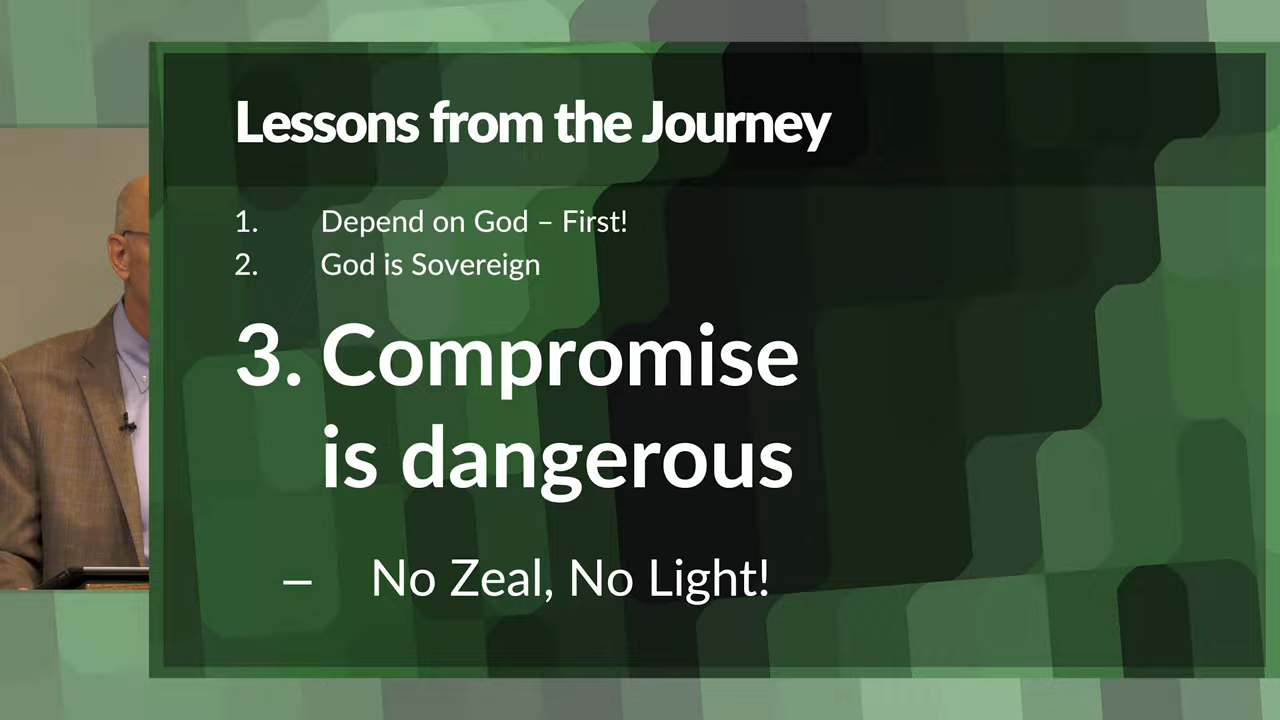 Lessons from the Journey
1. Depend on God – First!
2. God is Sovereign
3. Compromise
is dangerous
– No Zeal, No Light!